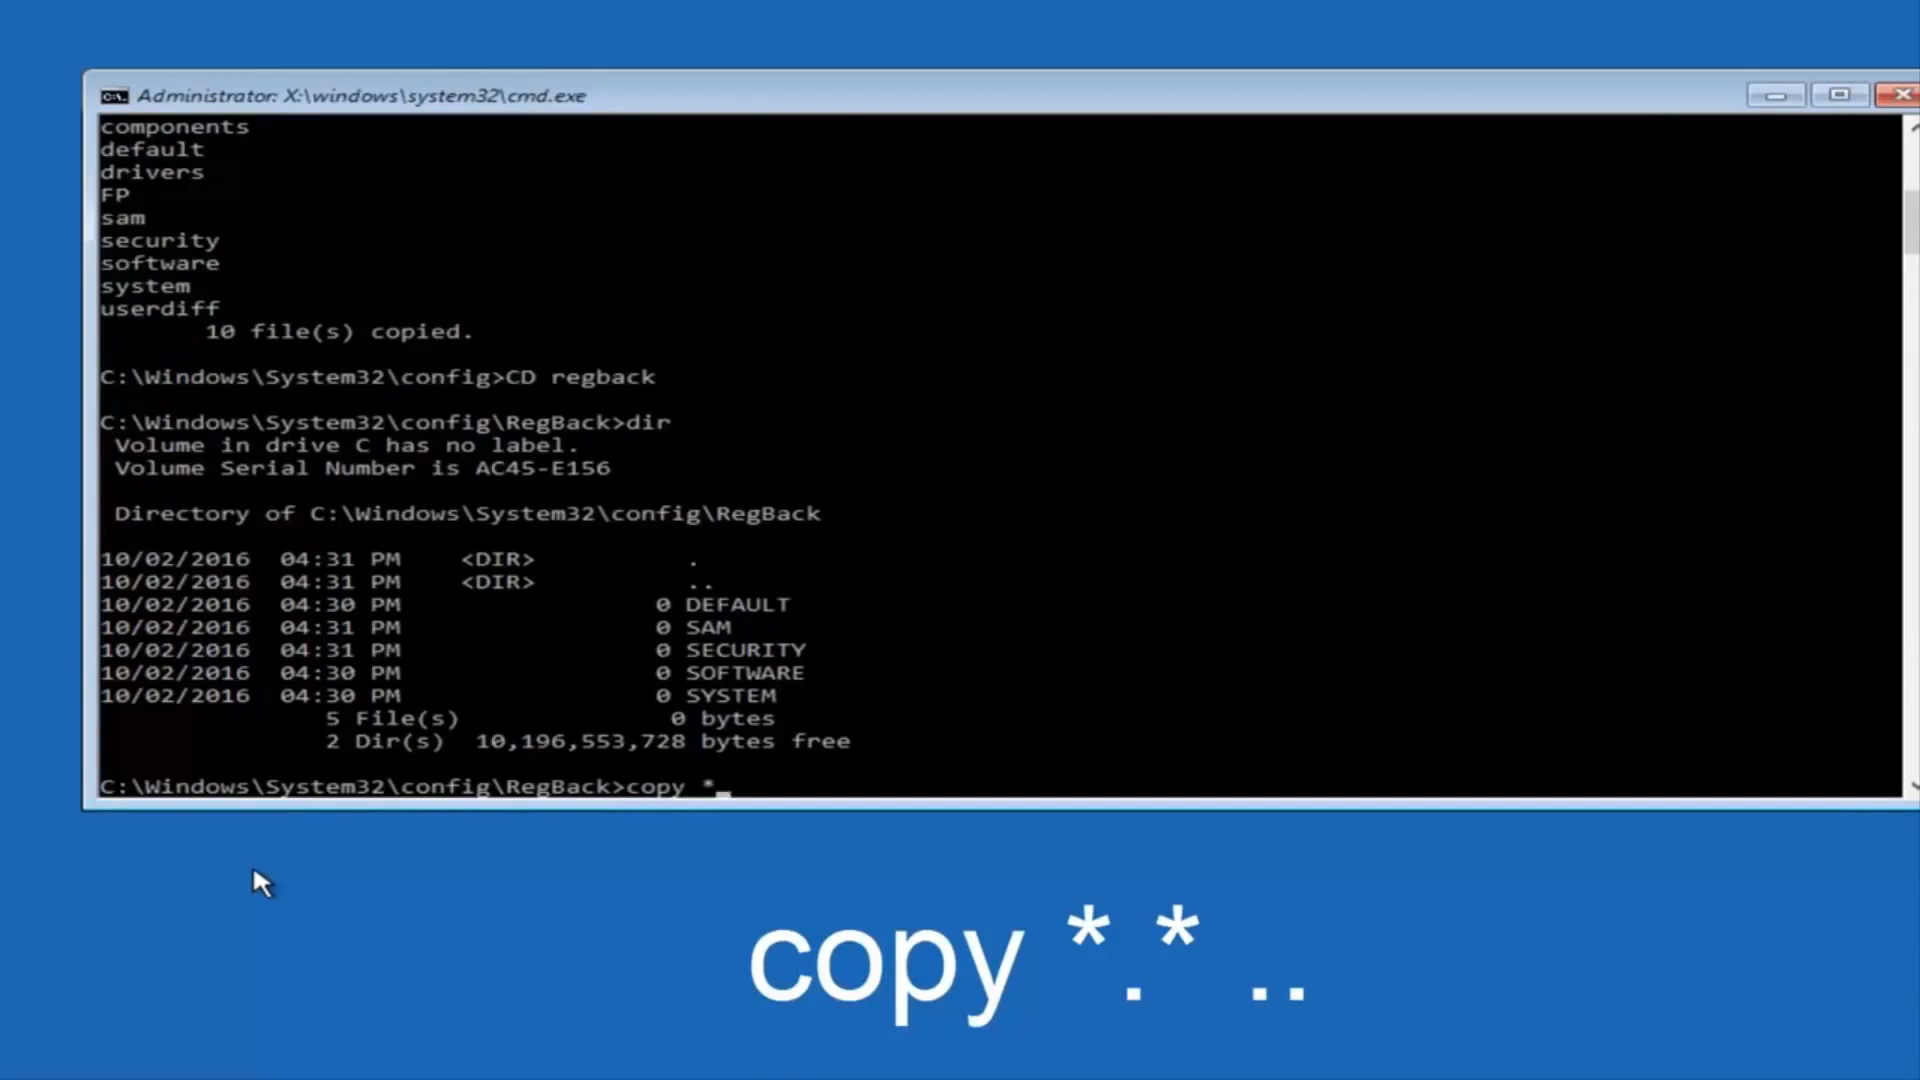 Administrator: X:\windows\system32\cmd.exe
components
default
drivers
FP
sam
security
software
system
userdiff
        10 file(s) copied.
C:\Windows\System32\config>CD regback
C:\Windows\System32\config\RegBack>dir
 Volume in drive C has no label.
 Volume Serial Number is AC45-E156
 Directory of C:\Windows\System32\config\RegBack
10/02/2016  04:31 PM    <DIR>          .
10/02/2016  04:31 PM    <DIR>          ..
10/02/2016  04:30 PM                 0 DEFAULT
10/02/2016  04:31 PM                 0 SAM
10/02/2016  04:31 PM                 0 SECURITY
10/02/2016  04:30 PM                 0 SOFTWARE
10/02/2016  04:30 PM                 0 SYSTEM
               5 File(s)              0 bytes
               2 Dir(s)  10,196,553,728 bytes free
C:\Windows\System32\config\RegBack>copy *_
copy *.* ..